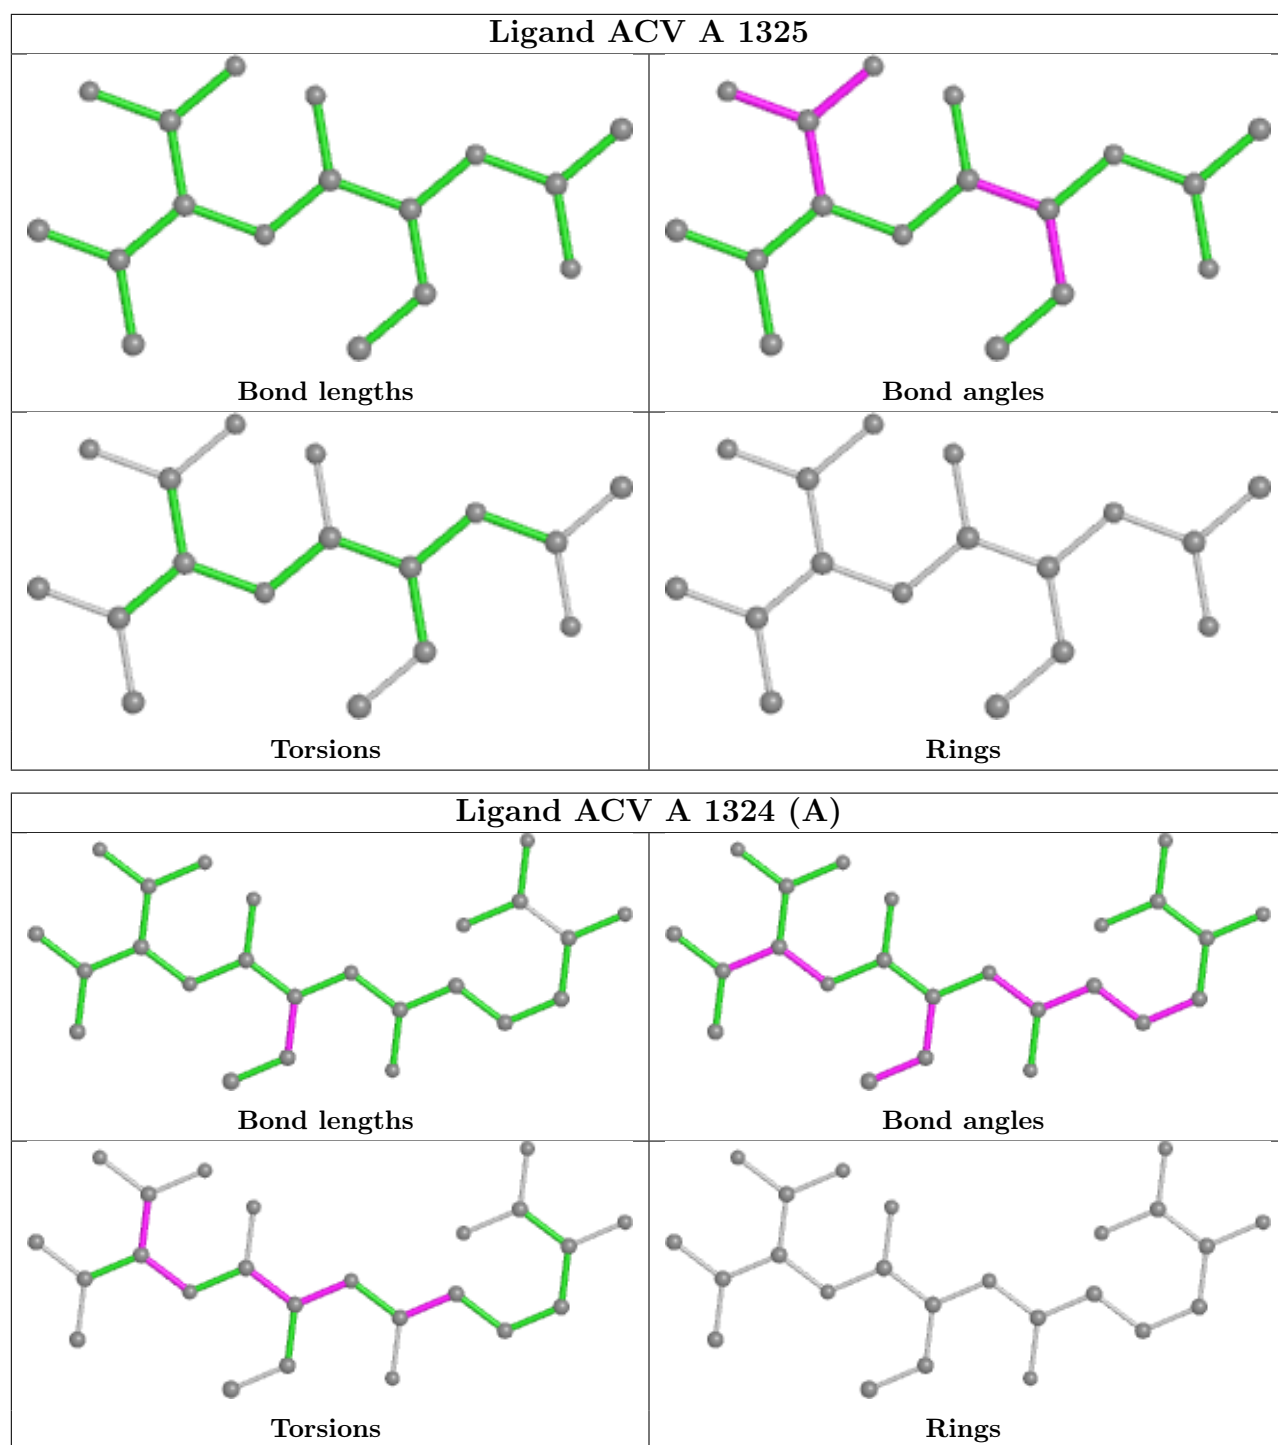 Ligand ACV A 1325
Bond lengths
Bond angles
Torsions
Rings
Ligand ACV A 1324 (A)
Bond lengths
Bond angles
Torsions
Rings